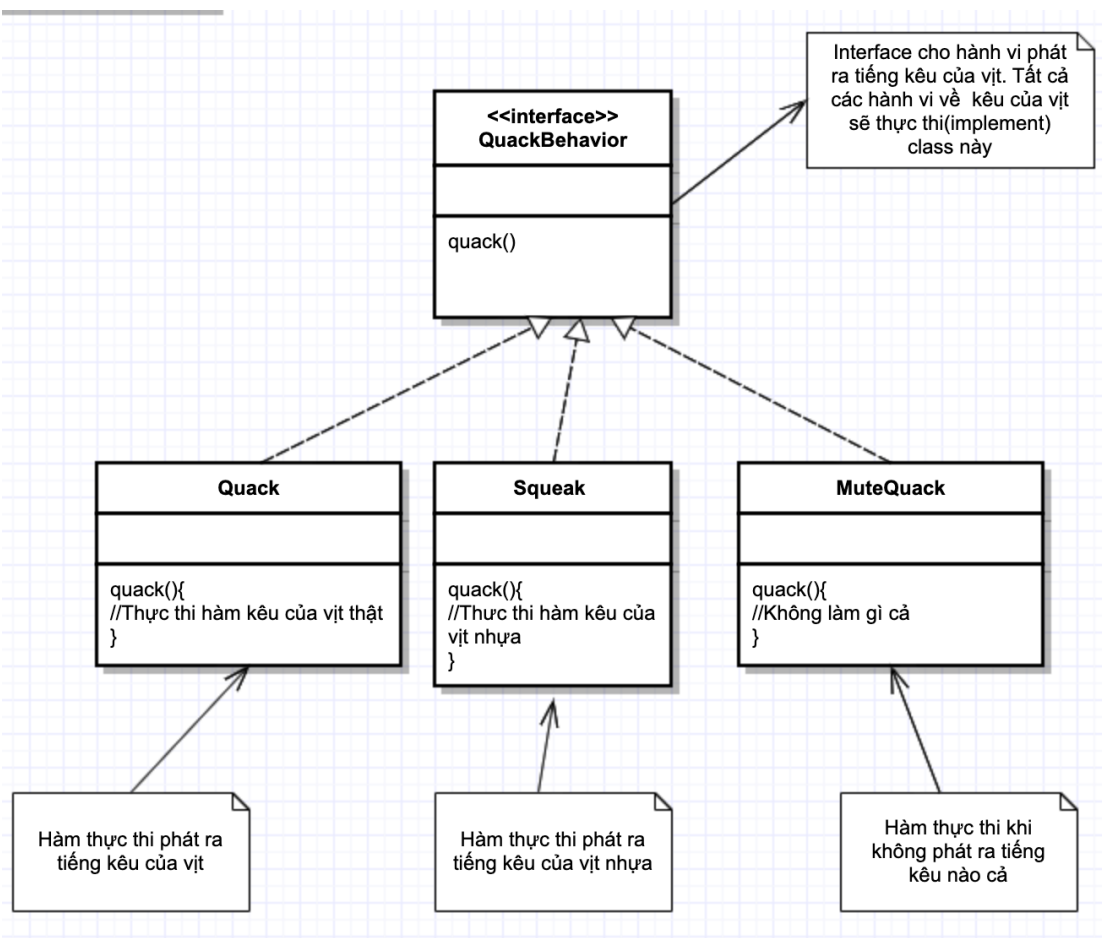 Interface cho hành vi phát
ra tiếng kêu của vịt. Tất cả
các hành vi về kêu của vịt
sẽ thực thi(implement)
class này
<<interface>>
QuackBehavior
quack()
Quack
quack(){
//Thực thi hàm kêu của vịt thật
}
Squeak
quack(){
//Thưc thi hàm kêu của
vịt nhựa
}
MuteQuack
quack(){
//Không làm gì cả
}
Hàm thực thi phát ra
tiếng kêu của vịt
Hàm thực thi phát ra
tiếng kêu của vịt nhựa
Hàm thực thi khi
không phát ra tiếng
kêu nào cả